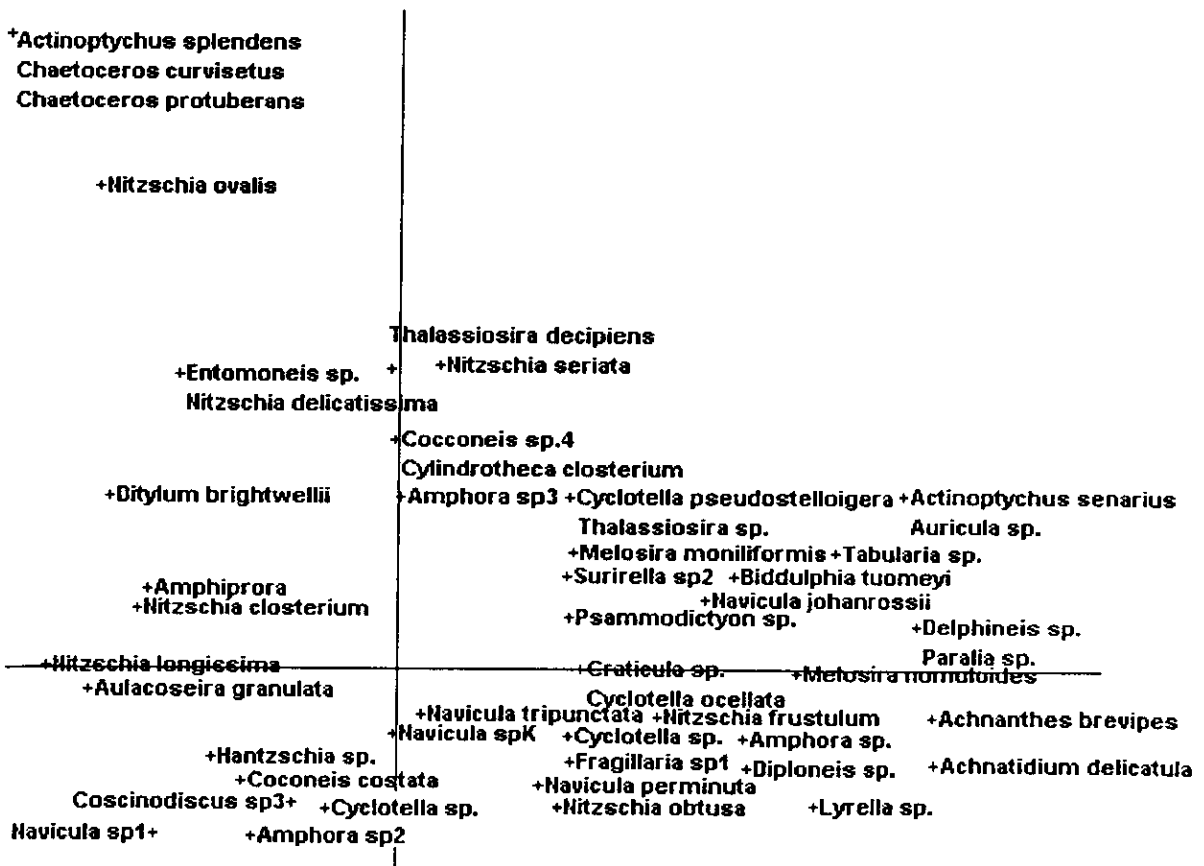 +Actinoptychus splendens
Chaetoceros curvisetus
Chaetoceros protuberans
+Nitzschia ovalis
Thalassiosira decipiens
+Nitzschia seriata
+Entomoneis sp. +
Nitzschia delicatissima
+Cocconeis sp.4
Cylindrotheca closterium
+Ditylum brightwellii
+Amphora sp3 +Cyclotella pseudostelloigera +Actinoptychus senarius
Thalassiosira sp. Auricula sp.
+Melosira moniliformis +Tabularia sp.
+Surirella sp2 +Biddulphia tuomeyi
+Amphiprora
+Navicula johanrossii
+Nitzschia closterium
+Psammodictyon sp.
+Delphineis sp.
Paralia sp.
+Nitzschia longissima
+Craticula sp. +Melosira nomuloides
+Aulacoseira granulata
Cyclotella ocellata
+Navicula tripunctata +Nitzschia frustulum +Achnanthes brevipes
+Navicula spK +Cyclotella sp. +Amphora sp.
+Hantzschia sp.
+Fragillaria sp1 +Diploneis sp. +Achnatidium delicatula
+Coconeis costata
+Navicula perminuta
Coscinodiscus sp3+ +Cyclotella sp. +Nitzschia obtusa +Lyrella sp.
Navicula sp1+ +Amphora sp2